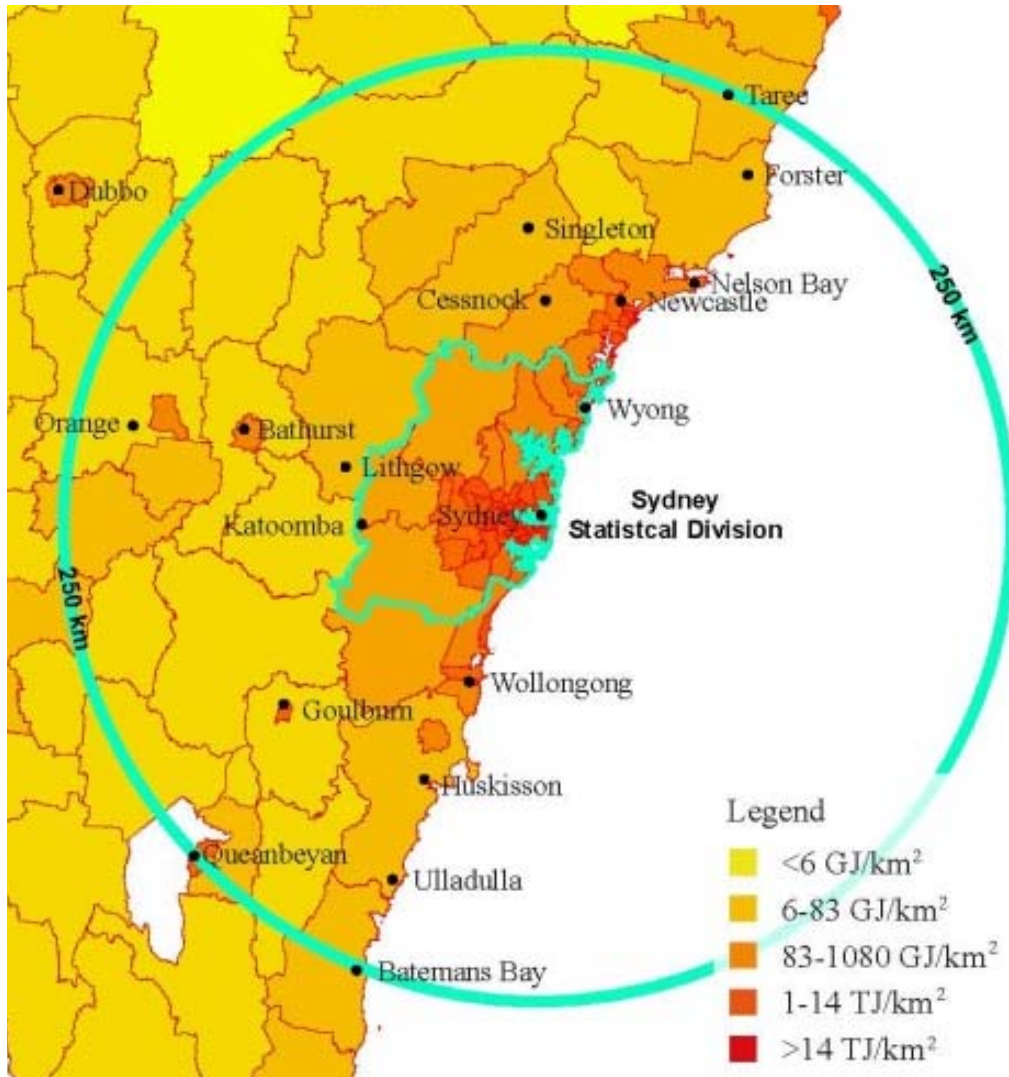 Taree
Forster
Dubbo
Singleton
250 km
Nelson Bay
Cessnock
Newcastle
Wyong
Orange
Bathurst
Lithgow
Sydney
Sydney
Statistcal Division
Katoomba
250 km
Wollongong
Goulburn
Huskisson
Queanbeyan
Ulladulla
Batemans Bay
Legend
<6 GJ/km²
6-83 GJ/km²
83-1080 GJ/km²
1-14 TJ/km²
>14 TJ/km²